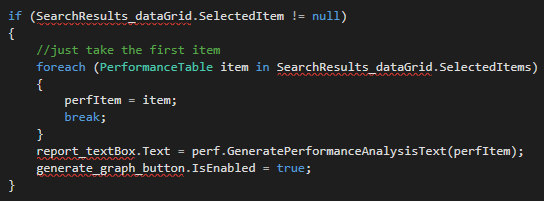 if (SearchResults_dataGrid.SelectedItem != null)
{
    //just take the first item
    foreach (PerformanceTable item in SearchResults_dataGrid.SelectedItems)
    {
        perfItem = item;
        break;
    }
    report_textBox.Text = perf.GeneratePerformanceAnalysisText(perfItem);
    generate_graph_button.IsEnabled = true;
}